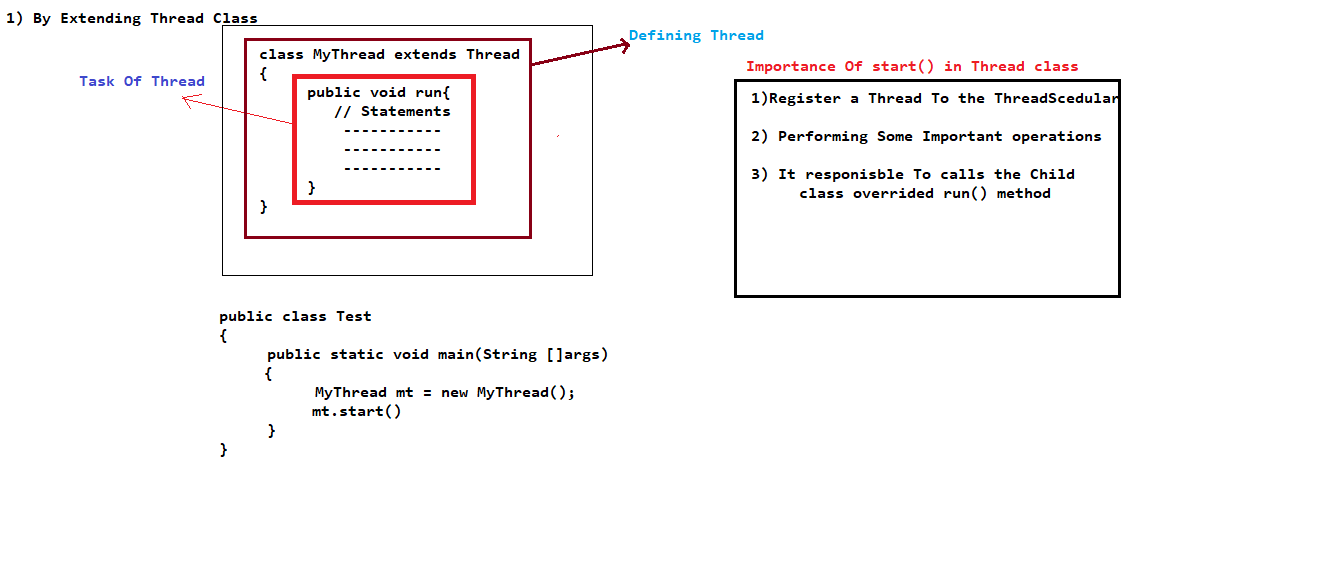 1) By Extending Thread Class
Defining Thread
class MyThread extends Thread
{
Task Of Thread
public void run{
// Statements
-----------
-----------
-----------
}
}
Importance Of start() in Thread class
1)Register a Thread To the ThreadScedular
2) Performing Some Important operations
3) It responisble To calls the Child
class overrided run() method
public class Test
{
public static void main(String []args)
{
MyThread mt = new MyThread();
mt.start()
}
}